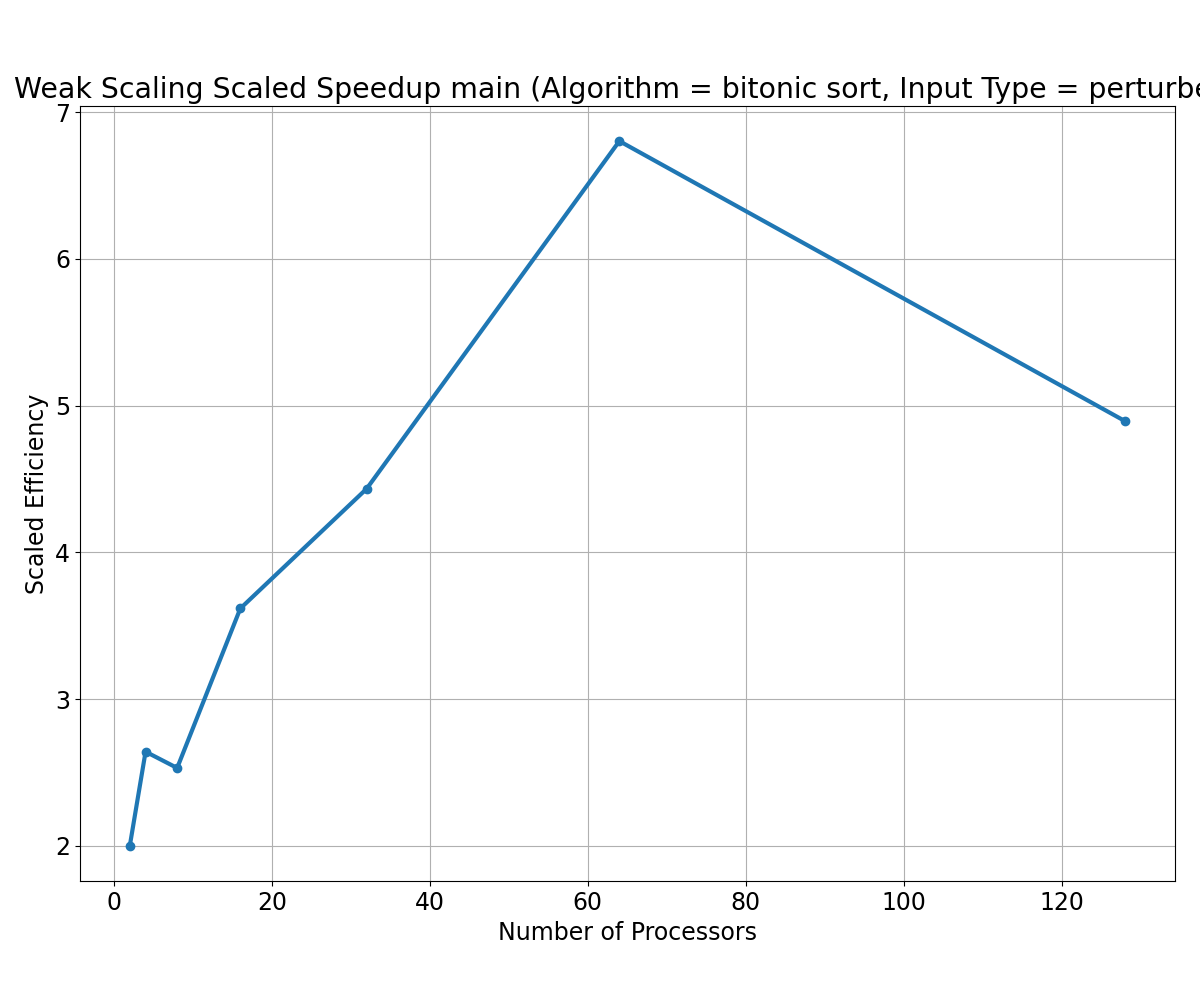 Weak Scaling Scaled Speedup main (Algorithm = bitonic sort, Input Type = perturbe
7
6
5
4
3
2
Scaled Efficiency
0 20 40 60 80 100 120
Number of Processors